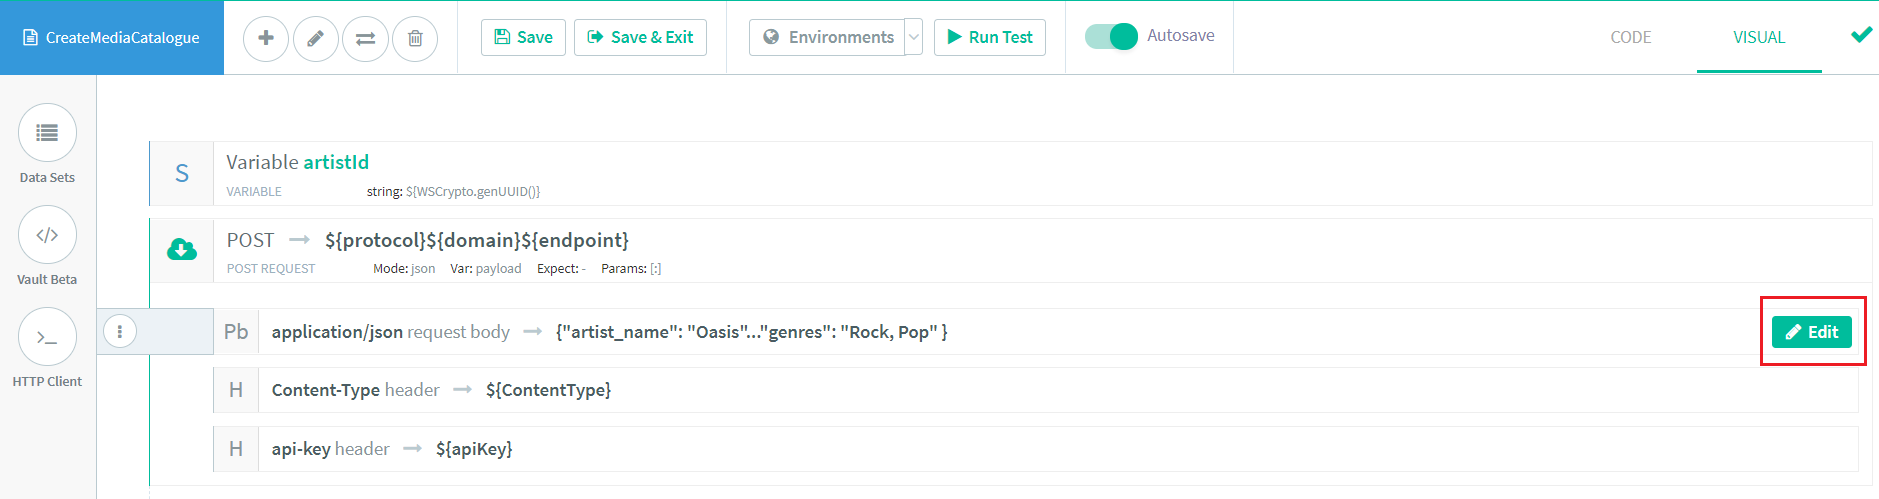 CreateMediaCatalogue
Save
Save & Exit
Environments
Run Test
Autosave
CODE
VISUAL
Data Sets
Vault Beta
HTTP Client
S
Variable artistId
VARIABLE string: ${WSCrypto.genUUID()}
POST → ${protocol}${domain}${endpoint}
POST REQUEST Mode: json Var: payload Expect: - Params: [:]
Pb application/json request body → {"artist_name": "Oasis"..."genres": "Rock, Pop" }
Edit
H Content-Type header → ${ContentType}
H api-key header → ${apiKey}